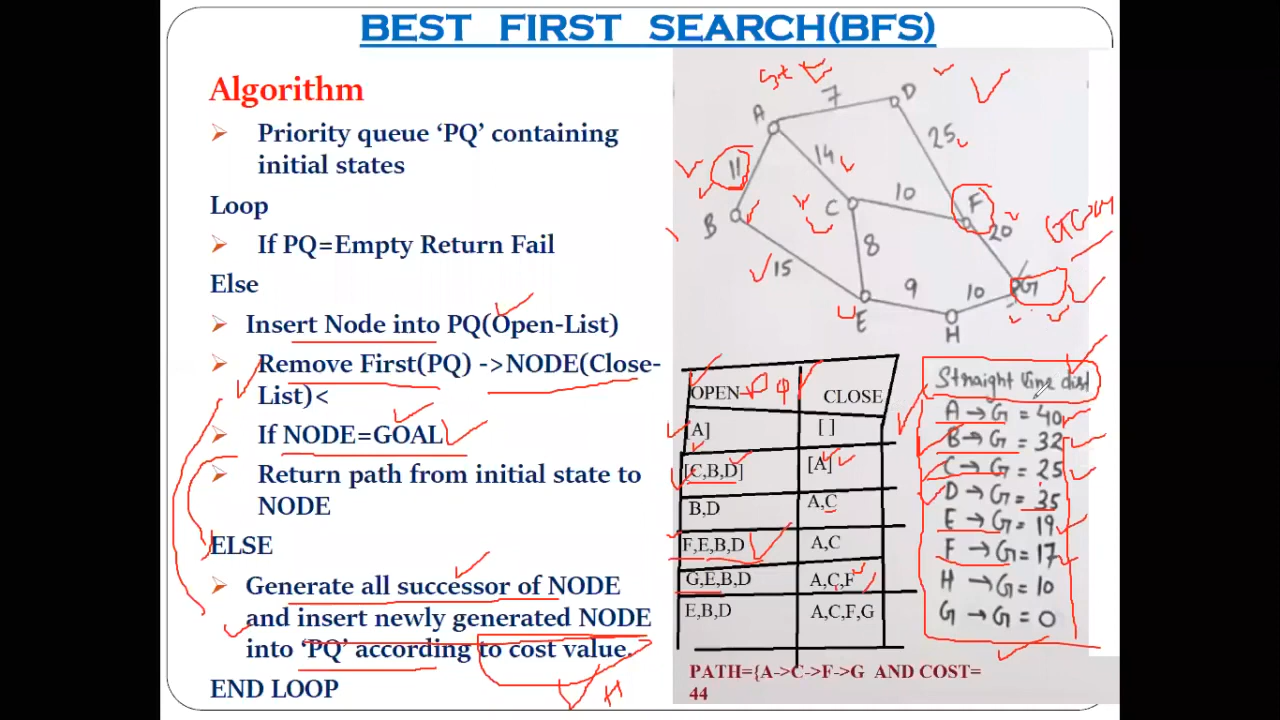 BEST FIRST SEARCH(BFS)
Algorithm
Priority queue ‘PQ’ containing
initial states
Loop
If PQ=Empty Return Fail
Else
Insert Node into PQ(Open-List)
Remove First(PQ) ->NODE(Close-
List)<
If NODE=GOAL
Return path from initial state to
NODE
ELSE
Generate all successor of NODE
and insert newly generated NODE
into ‘PQ’ according to cost value.
END LOOP
H
St
A
7
D
11
14
25
B
C
10
F
20
8
15
9
10
G
E
H
OPEN
CLOSE
A]
[ ]
[C,B,D]
[A]
B,D
A,C
F,E,B,D
A,C
G,E,B,D
A,C,F
E,B,D
A,C,F,G
Straight line dist
A → G = 40
B → G = 32
C → G = 25
D → G = 35
E → G = 19
F → G = 17
H → G = 10
G → G = 0
PATH={A->C->F->G AND COST=
44